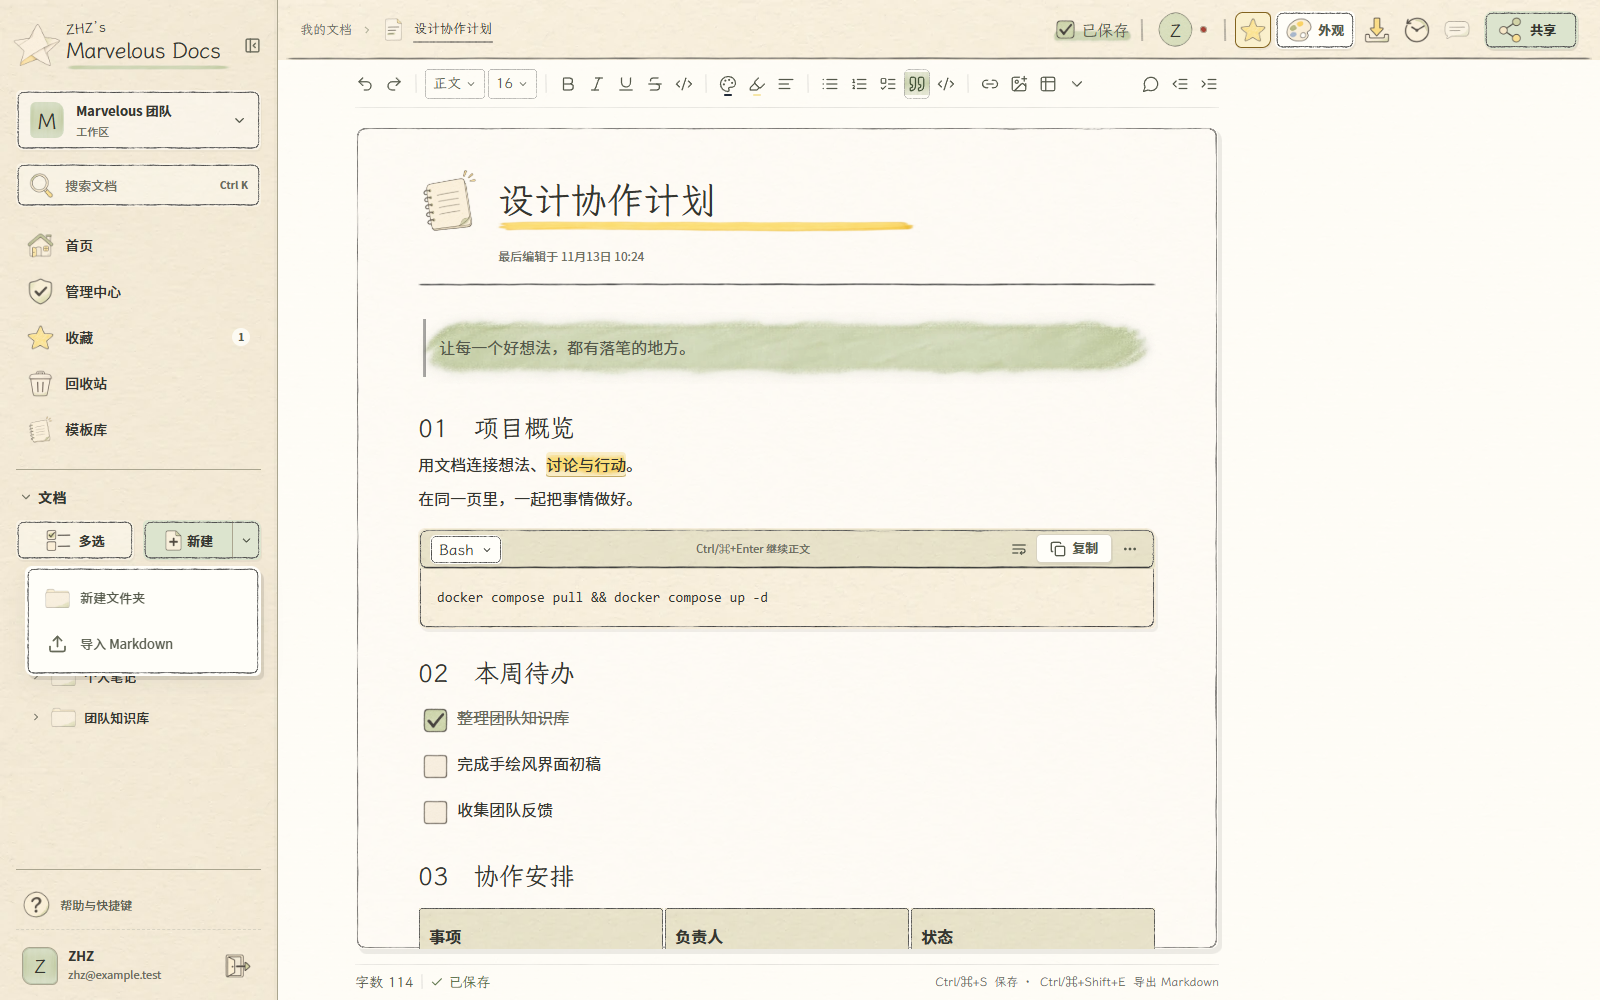 ZHZ's
Marvelous Docs
M
Marvelous 团队
工作区
搜索文档 Ctrl K
首页
管理中心
收藏 1
回收站
模板库
文档
多选 新建
新建文件夹
导入 Markdown
个人笔记
团队知识库
帮助与快捷键
Z
ZHZ
zhz@example.test
我的文档 设计协作计划
已保存 Z 外观 共享
正文 16
设计协作计划
最后编辑于 11月13日 10:24
让每一个好想法，都有落笔的地方。
01 项目概览
用文档连接想法、讨论与行动。
在同一页里，一起把事情做好。
Bash Ctrl/⌘+Enter 继续正文 复制
docker compose pull && docker compose up -d
02 本周待办
整理团队知识库
完成手绘风界面初稿
收集团队反馈
03 协作安排
事项 负责人 状态
字数 114 已保存 Ctrl/⌘+S 保存 • Ctrl/⌘+Shift+E 导出 Markdown